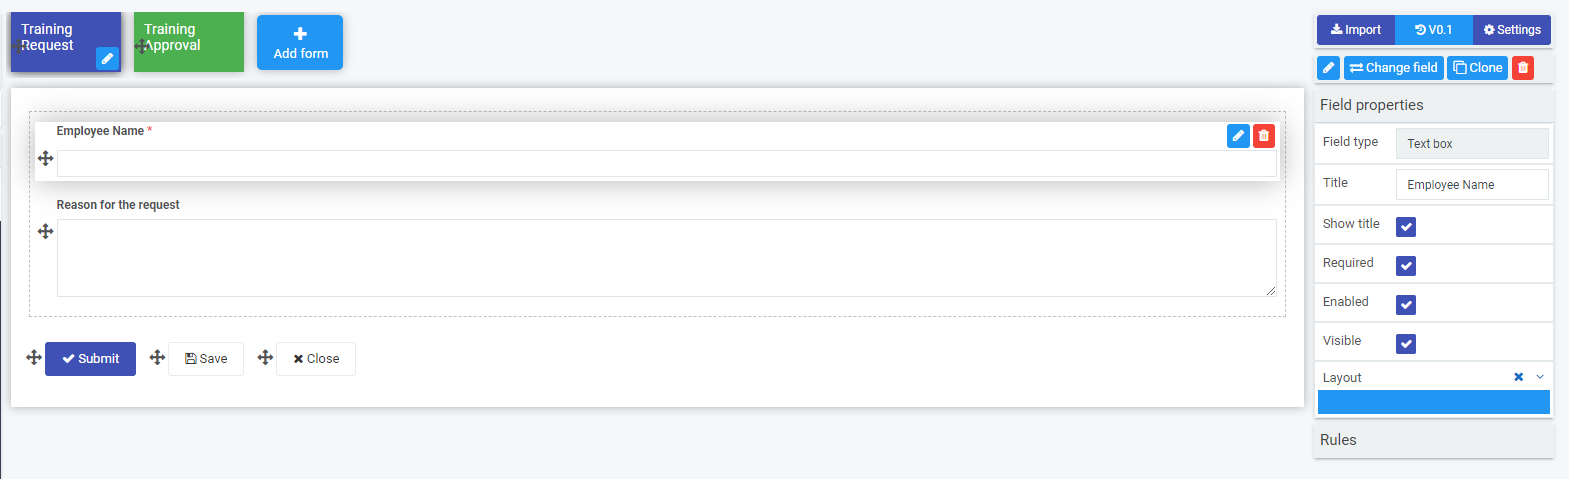 Training
Request
Training
Approval
Add form
Import
V0.1
Settings
Change field
Clone
Field properties
Employee Name *
Field type
Text box
Title
Employee Name
Reason for the request
Show title
Required
Enabled
Visible
Submit
Save
Close
Layout
Rules